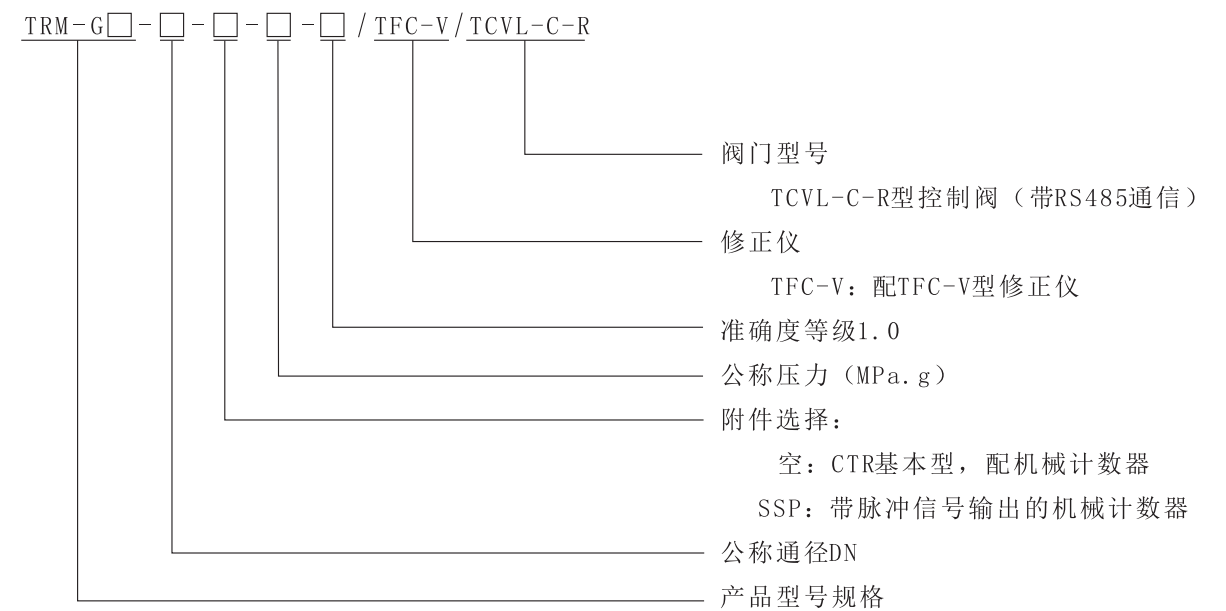 TRM-G□-□-□-□-□/TFC-V/TCVL-C-R
阀门型号
TCVL-C-R型控制阀（带RS485通信）
修正仪
TFC-V：配TFC-V型修正仪
准确度等级1.0
公称压力（MPa.g）
附件选择：
空：CTR基本型，配机械计数器
SSP：带脉冲信号输出的机械计数器
公称通径DN
产品型号规格